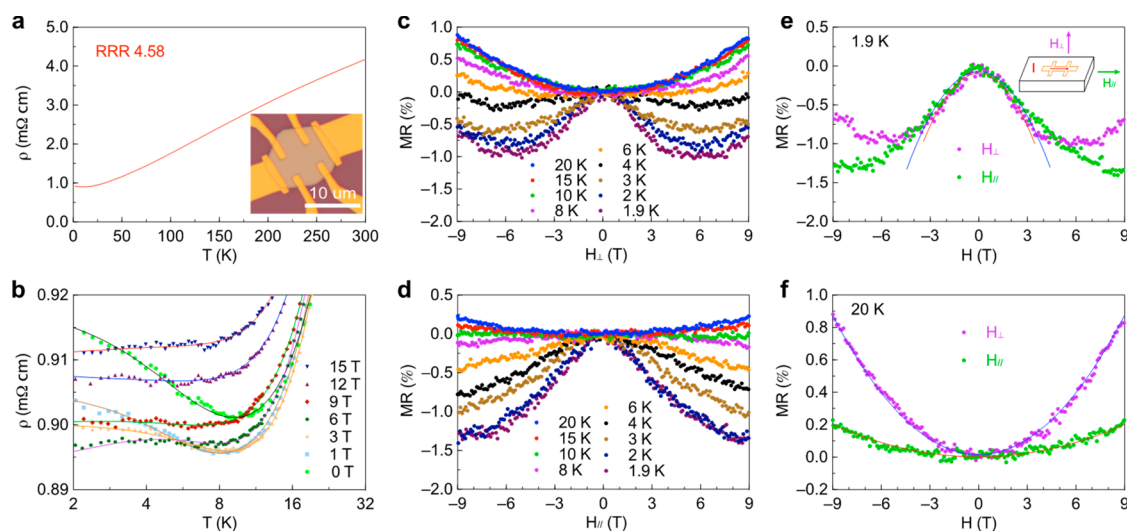 a
5.0
4.0
3.0
2.0
1.0
0.0
ρ (mΩ cm)
RRR 4.58
10 um
0 50 100 150 200 250 300
T (K)
b
0.92
0.91
0.90
0.89
ρ (mΩ cm)
15 T
12 T
9 T
6 T
3 T
1 T
0 T
2 4 8 16 32
T (K)
c
1.0
0.5
0.0
−0.5
−1.0
−1.5
−2.0
MR (%)
20 K
15 K
10 K
8 K
6 K
4 K
3 K
2 K
1.9 K
−9 −6 −3 0 3 6 9
H⊥ (T)
d
0.5
0.0
−0.5
−1.0
−1.5
−2.0
MR (%)
20 K
15 K
10 K
8 K
6 K
4 K
3 K
2 K
1.9 K
−9 −6 −3 0 3 6 9
H// (T)
e
1.9 K
0.5
0.0
−0.5
−1.0
−1.5
−2.0
MR (%)
H⊥
I
H//
H⊥
H//
−9 −6 −3 0 3 6 9
H (T)
f
20 K
1.0
0.8
0.6
0.4
0.2
0.0
−0.2
MR (%)
H⊥
H//
−9 −6 −3 0 3 6 9
H (T)